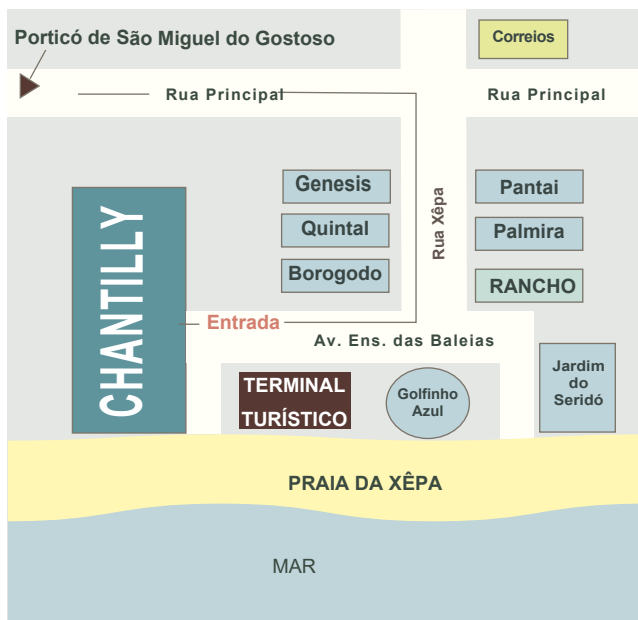 Porticó de São Miguel do Gostoso
Correios
Rua Principal
Rua Principal
Genesis
Pantai
Quintal
Palmira
Borogodo
RANCHO
Rua Xêpa
CHANTILLY
Entrada
Av. Ens. das Baleias
TERMINAL
TURÍSTICO
Golfinho
Azul
Jardim
do
Seridó
PRAIA DA XÊPA
MAR